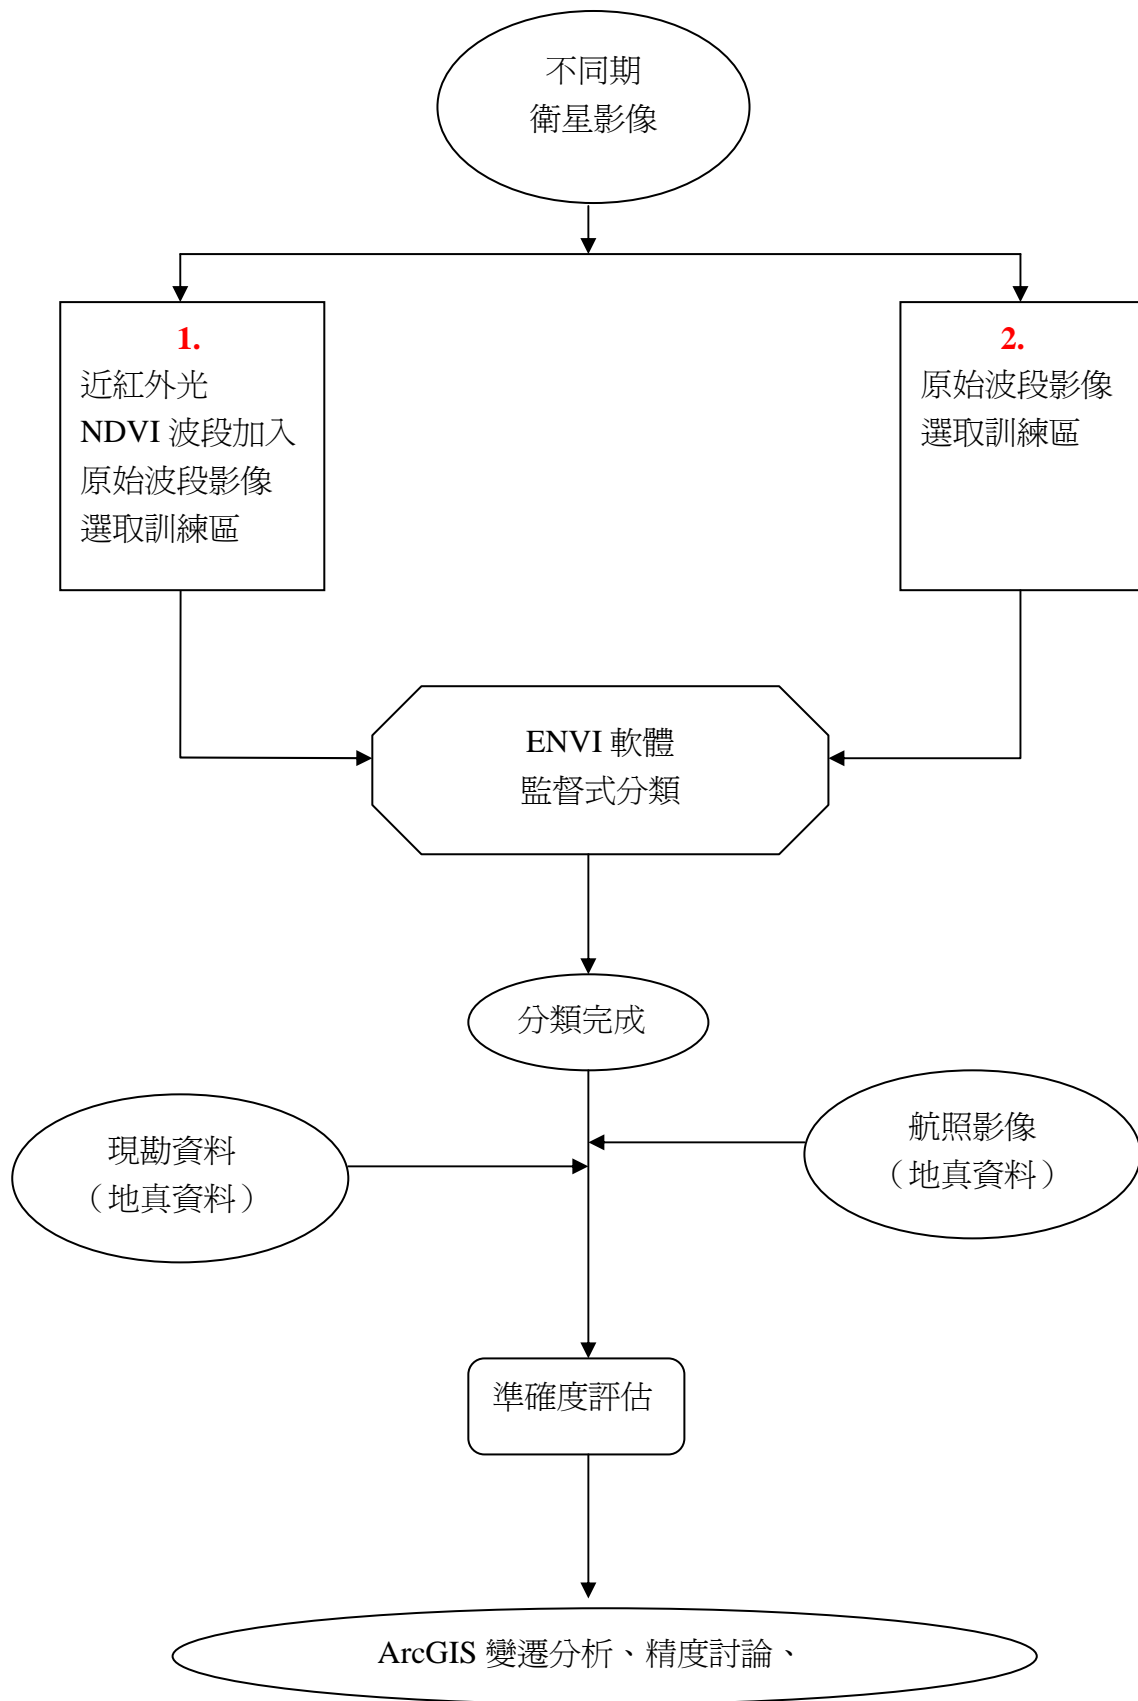 不同期
衛星影像
1.
近紅外光
NDVI 波段加入
原始波段影像
選取訓練區
2.
原始波段影像
選取訓練區
ENVI 軟體
監督式分類
分類完成
現勘資料
（地真資料）
航照影像
（地真資料）
準確度評估
ArcGIS 變遷分析、精度討論、